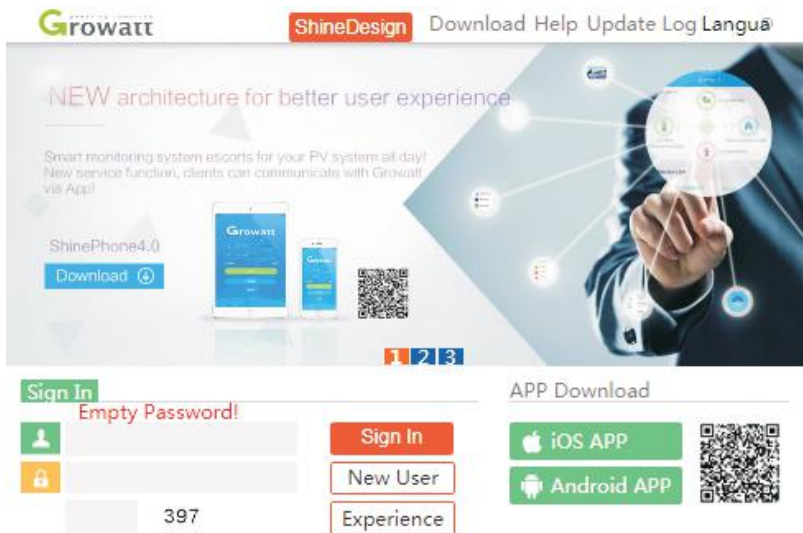 Growatt
ShineDesign Download Help Update Log Langua
NEW architecture for better user experience
Smart monitoring system escorts for your PV system all day!
New service function, clients can communicate with Growatt
via App!
Growatt
ShinePhone4.0
Download
1 2 3
Sign In
APP Download
Empty Password!
Sign In
iOS APP
New User
Android APP
397
Experience